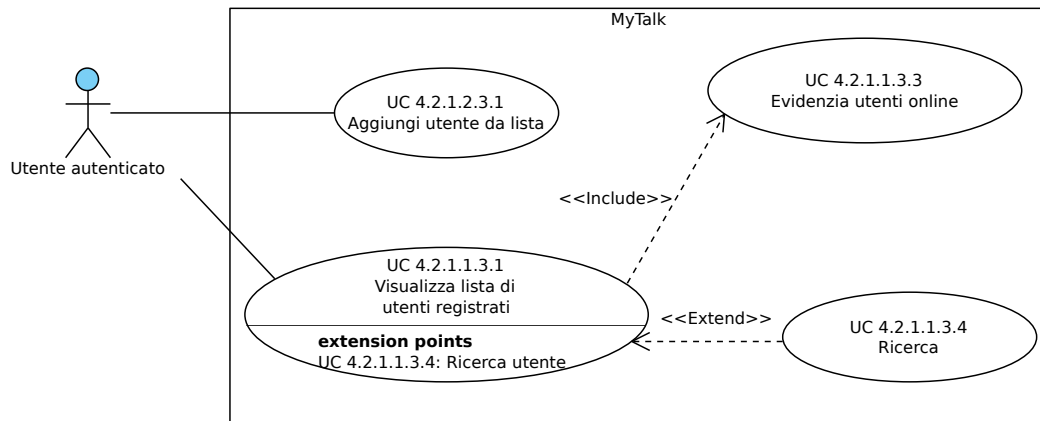 MyTalk
UC 4.2.1.2.3.1
Aggiungi utente da lista
UC 4.2.1.1.3.3
Evidenzia utenti online
Utente autenticato
<<Include>>
UC 4.2.1.1.3.1
Visualizza lista di
utenti registrati
extension points
UC 4.2.1.1.3.4: Ricerca utente
<<Extend>>
UC 4.2.1.1.3.4
Ricerca